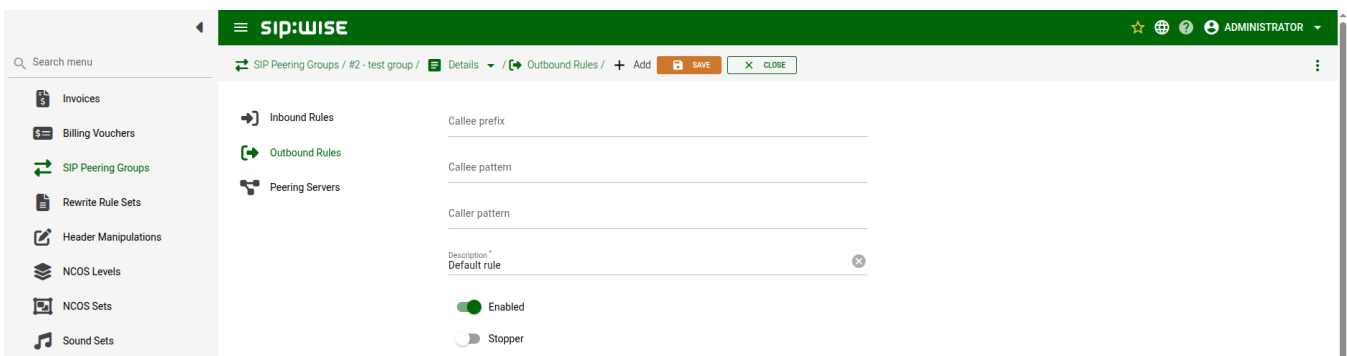 sip:wise
ADMINISTRATOR
Search menu
SIP Peering Groups / #2 - test group / Details / Outbound Rules / Add SAVE CLOSE
Invoices
Billing Vouchers
SIP Peering Groups
Rewrite Rule Sets
Header Manipulations
NCOS Levels
NCOS Sets
Sound Sets
Inbound Rules
Outbound Rules
Peering Servers
Callee prefix
Callee pattern
Caller pattern
Description *
Default rule
Enabled
Stopper